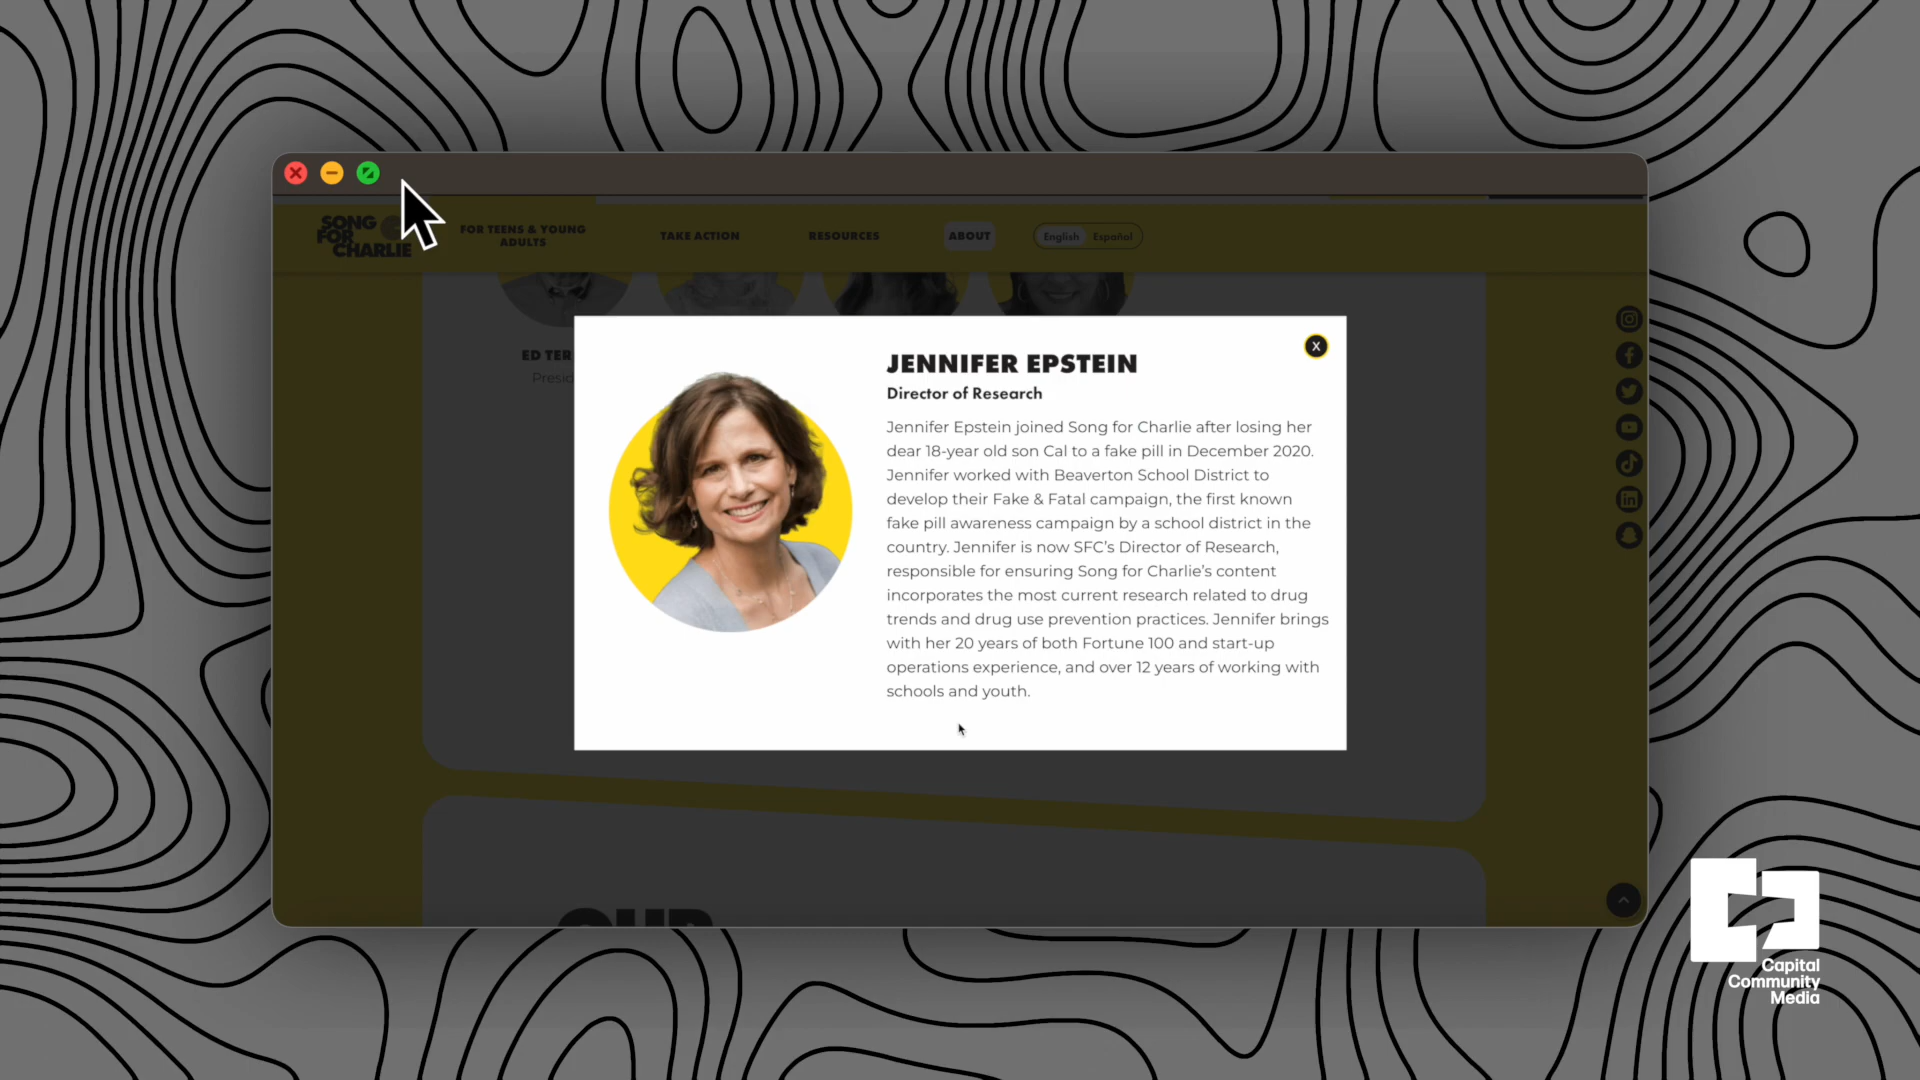 SONG
FOR
CHARLIE
FOR TEENS & YOUNG
ADULTS
TAKE ACTION
RESOURCES
ABOUT
English
Español
ED TER
Presid
X
JENNIFER EPSTEIN
Director of Research
Jennifer Epstein joined Song for Charlie after losing her
dear 18-year old son Cal to a fake pill in December 2020.
Jennifer worked with Beaverton School District to
develop their Fake & Fatal campaign, the first known
fake pill awareness campaign by a school district in the
country. Jennifer is now SFC's Director of Research,
responsible for ensuring Song for Charlie's content
incorporates the most current research related to drug
trends and drug use prevention practices. Jennifer brings
with her 20 years of both Fortune 100 and start-up
operations experience, and over 12 years of working with
schools and youth.
OUR
Capital
Community
Media